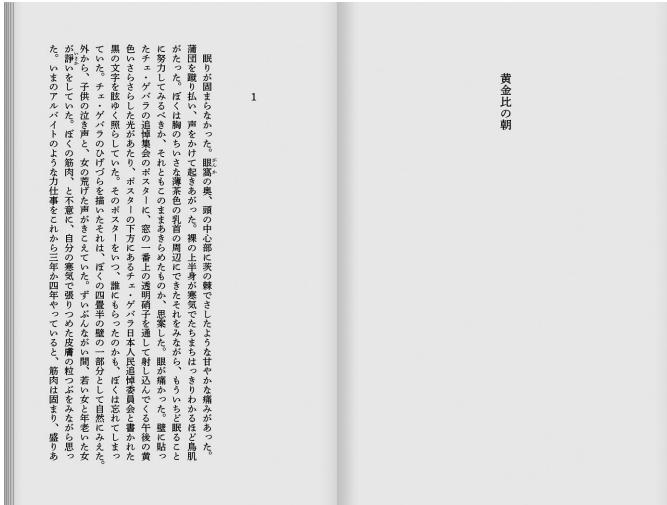 黄金比の朝
1
眠りが固まらなかった。眼窩の奥、頭の中心部に茨の棘でさしたような甘やかな痛みがあった。
蒲団を蹴り払い、声をかけて起きあがった。裸の上半身が寒気でたちまちはっきりわかるほど鳥肌
がたった。ぼくは胸のちいさな薄茶色の乳首の周辺にできたそれをみながら、もういちど眠ること
に努力してみるべきか、それともこのままあきらめたものか、思案した。眼が痛かった。壁に貼っ
たチェ・ゲバラの追悼集会のポスターに、窓の一番上の透明硝子を通して射し込んでくる午後の黄
色いさらさらした光があたり、ポスターの下方にあるチェ・ゲバラ日本人民追悼委員会と書かれた
黒の文字を眩ゆく照らしていた。そのポスターをいつ、誰にもらったのかも、ぼくは忘れてしまっ
ていた。チェ・ゲバラのひげづらを描いたそれは、ぼくの四畳半の壁の一部分として自然にみえた。
外から、子供の泣き声と、女の荒げた声がきこえていた。ずいぶんながい間、若い女と年老いた女
が諍いをしていた。ぼくの筋肉、と不意に、自分の寒気で張りつめた皮膚の粒つぶをみながら思っ
た。いまのアルバイトのような力仕事をこれから三年か四年やっていると、筋肉は固まり、盛りあ